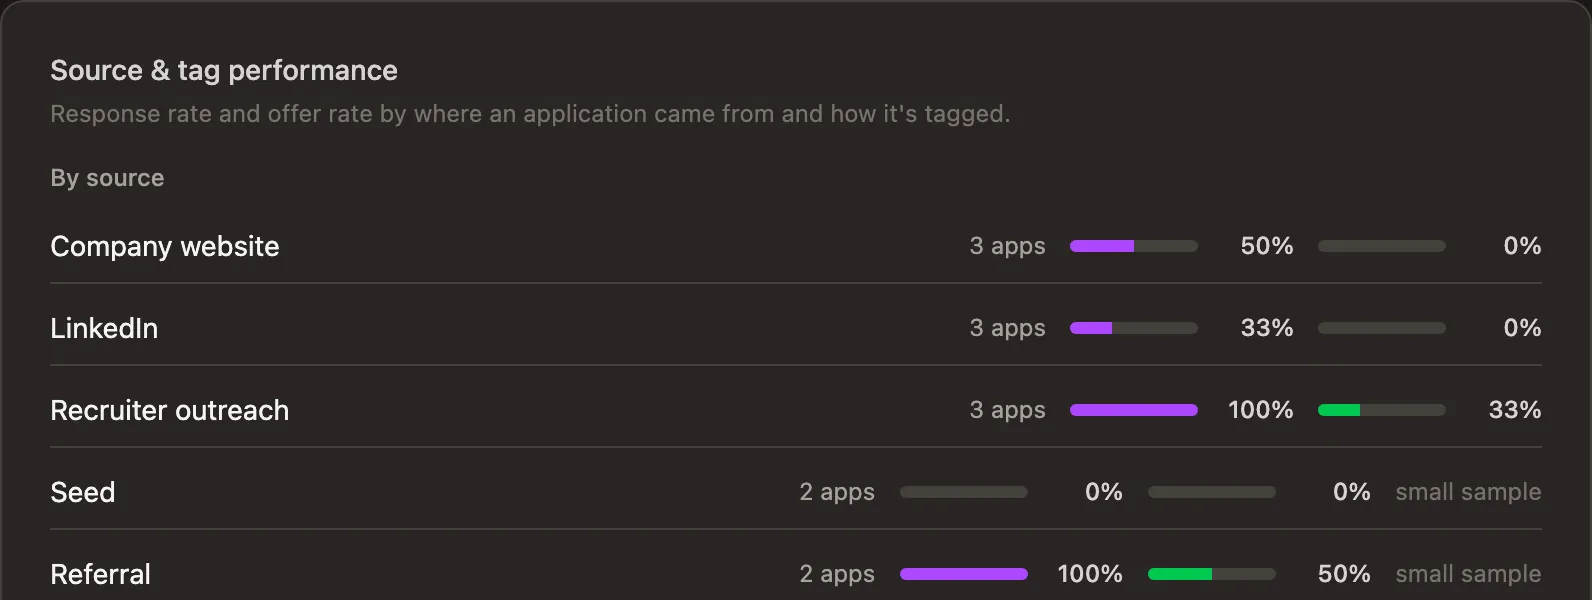 Source & tag performance
Response rate and offer rate by where an application came from and how it's tagged.
By source
Company website 3 apps 50% 0%
LinkedIn 3 apps 33% 0%
Recruiter outreach 3 apps 100% 33%
Seed 2 apps 0% 0% small sample
Referral 2 apps 100% 50% small sample